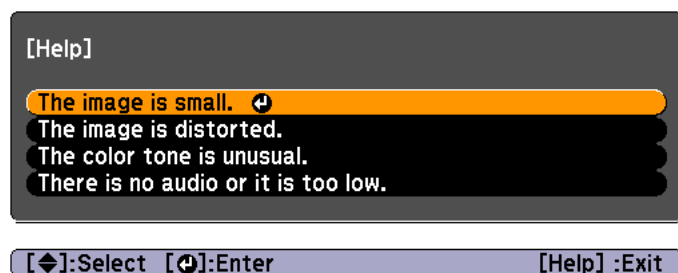 [Help]
The image is small.
The image is distorted.
The color tone is unusual.
There is no audio or it is too low.
[◆]:Select [↵]:Enter [Help] :Exit